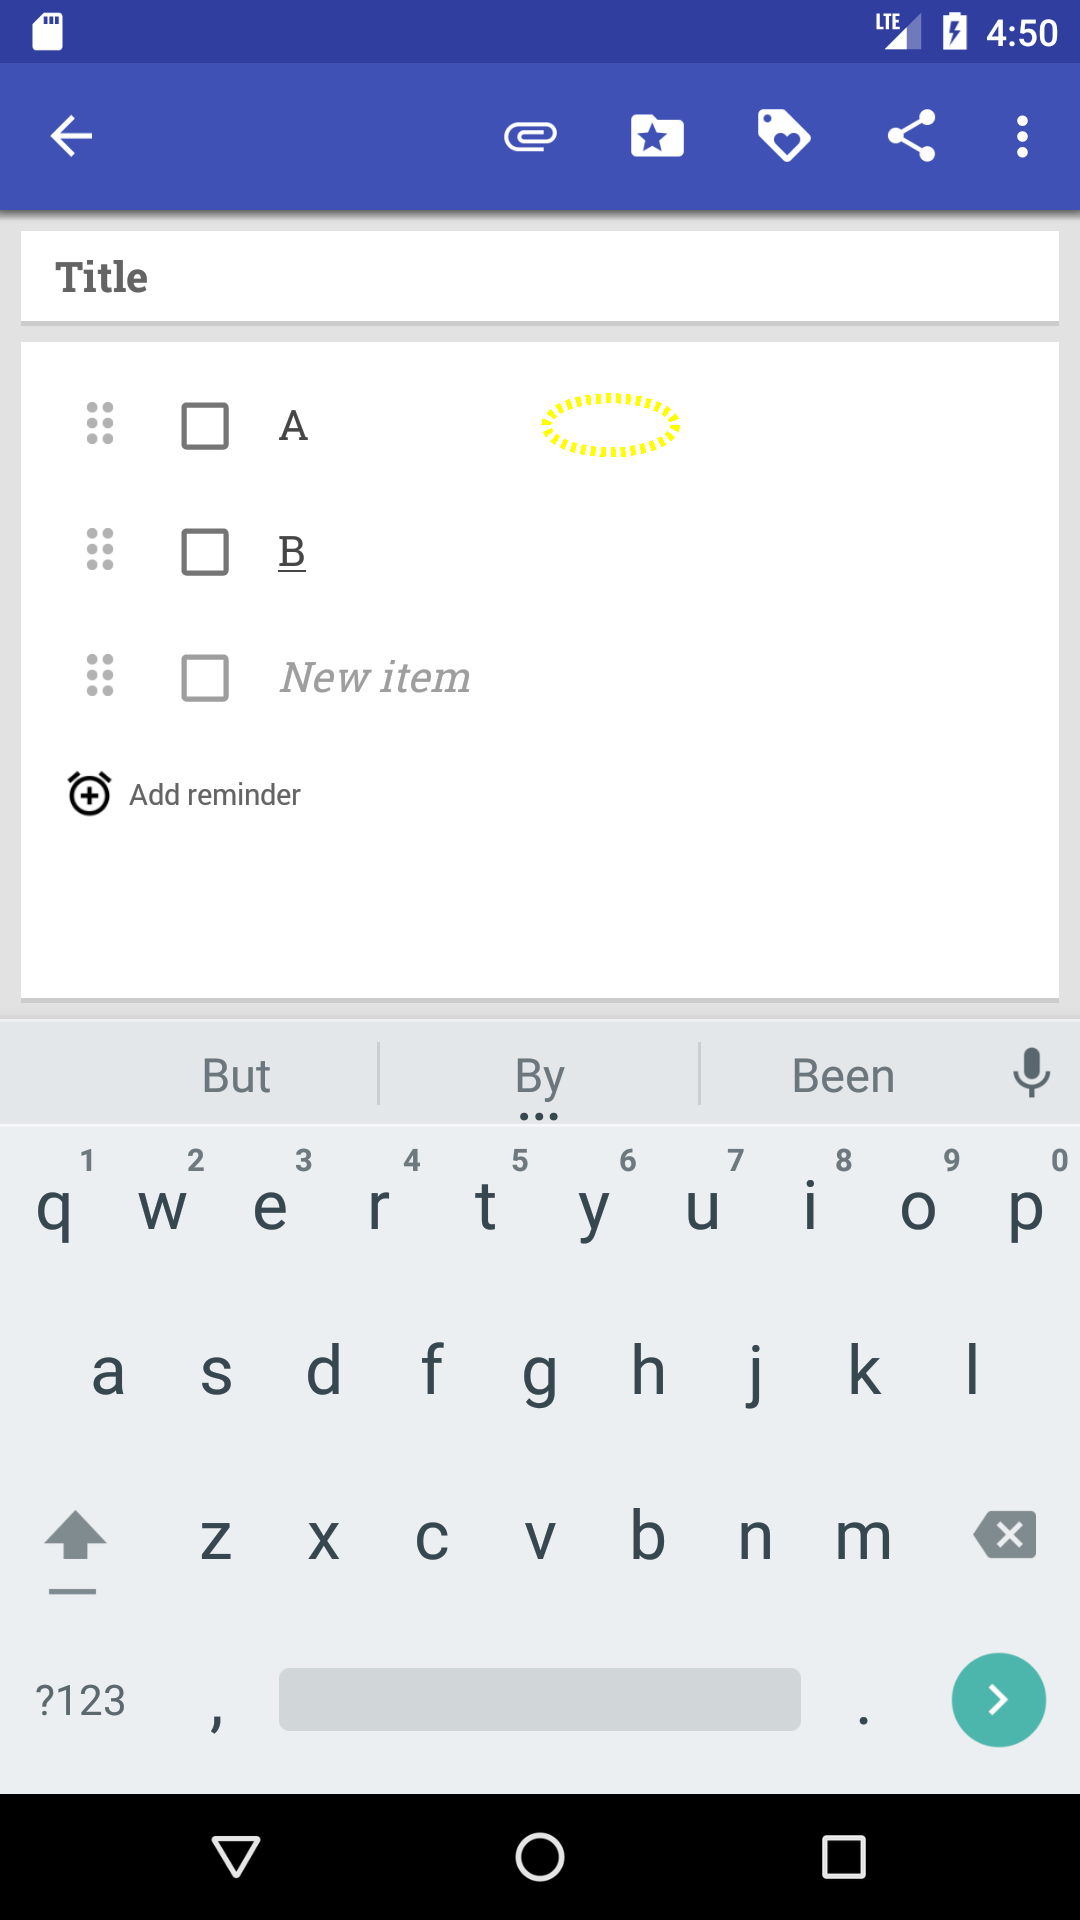 LTE 4:50
Title
A
B
New item
Add reminder
But By Been
1 2 3 4 5 6 7 8 9 0
q w e r t y u i o p
a s d f g h j k l
z x c v b n m
?123 , .